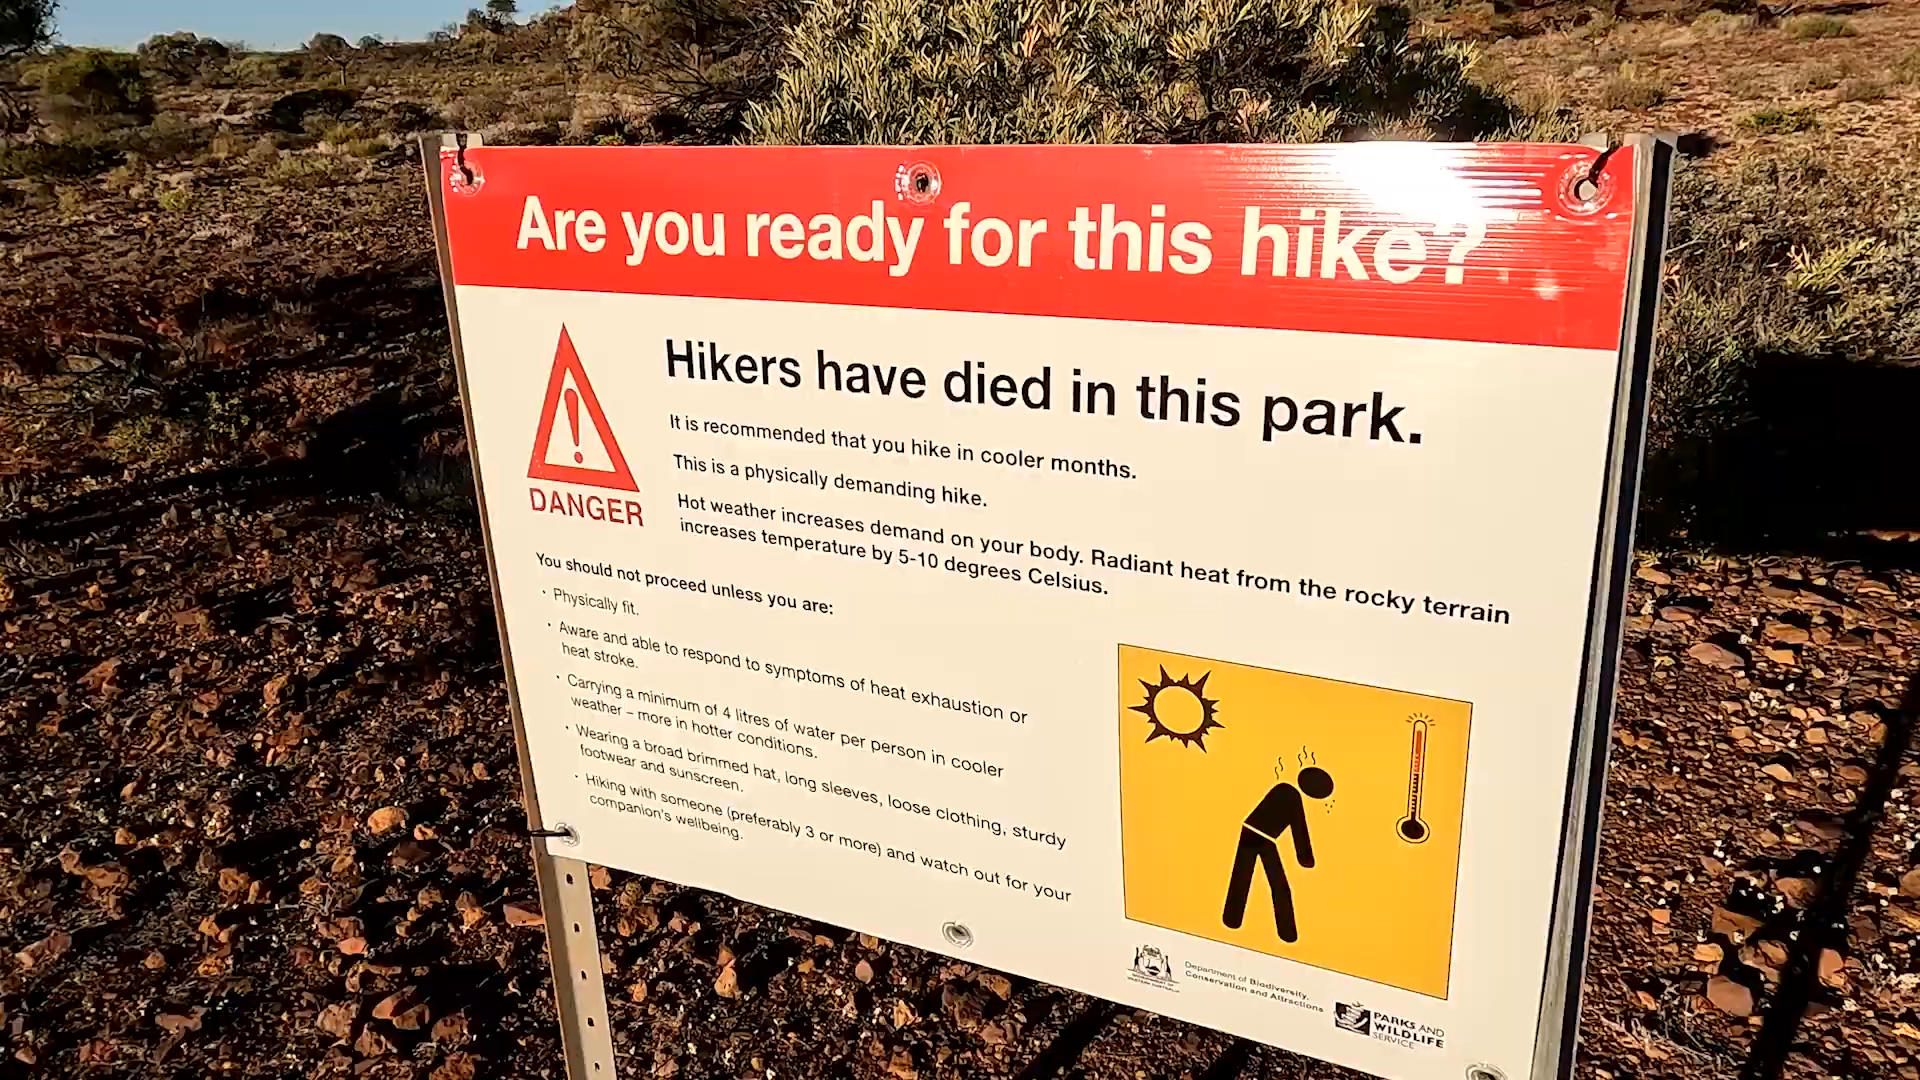 Are you ready for this hike?
Hikers have died in this park.
It is recommended that you hike in cooler months.
This is a physically demanding hike.
Hot weather increases demand on your body. Radiant heat from the rocky terrain
increases temperature by 5-10 degrees Celsius.
DANGER
You should not proceed unless you are:
· Physically fit.
· Aware and able to respond to symptoms of heat exhaustion or
heat stroke.
· Carrying a minimum of 4 litres of water per person in cooler
weather – more in hotter conditions.
· Wearing a broad brimmed hat, long sleeves, loose clothing, sturdy
footwear and sunscreen.
· Hiking with someone (preferably 3 or more) and watch out for your
companion's wellbeing.
Department of Biodiversity,
Conservation and Attractions
PARKS AND
WILDLIFE
SERVICE